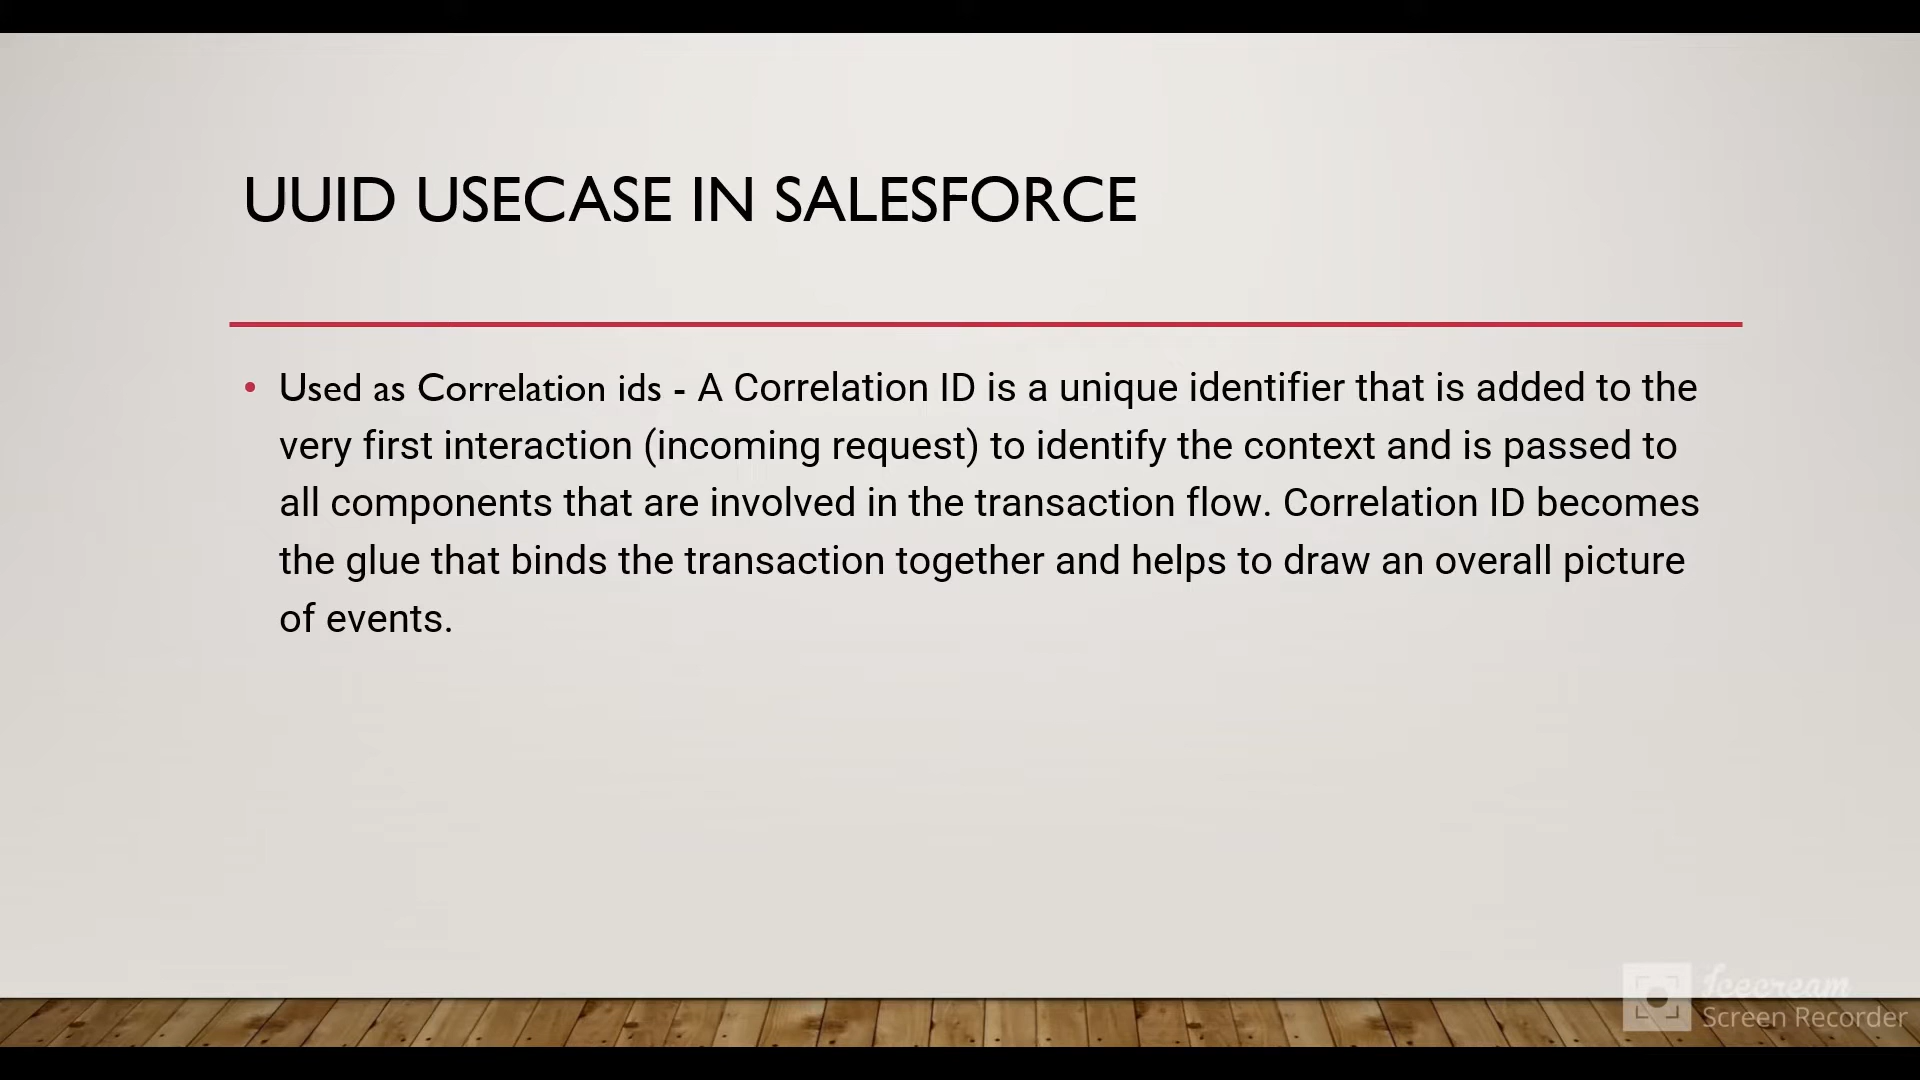 UUID USECASE IN SALESFORCE
• Used as Correlation ids - A Correlation ID is a unique identifier that is added to the
very first interaction (incoming request) to identify the context and is passed to
all components that are involved in the transaction flow. Correlation ID becomes
the glue that binds the transaction together and helps to draw an overall picture
of events.
Icecream
Screen Recorder